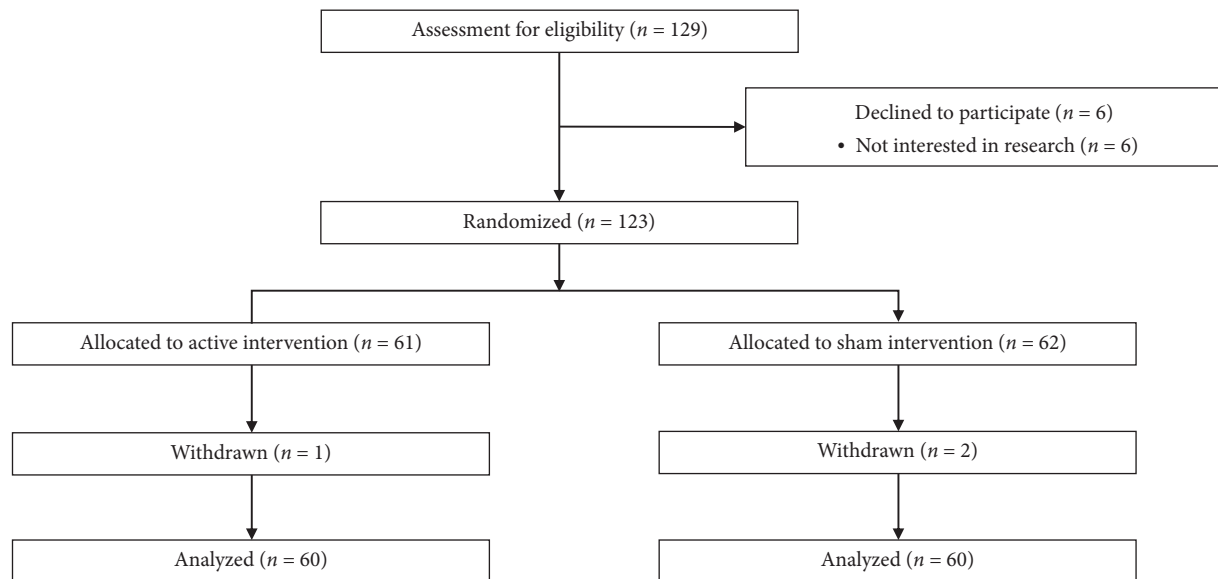 Assessment for eligibility (n = 129)
Declined to participate (n = 6)
• Not interested in research (n = 6)
Randomized (n = 123)
Allocated to active intervention (n = 61)
Allocated to sham intervention (n = 62)
Withdrawn (n = 1)
Withdrawn (n = 2)
Analyzed (n = 60)
Analyzed (n = 60)